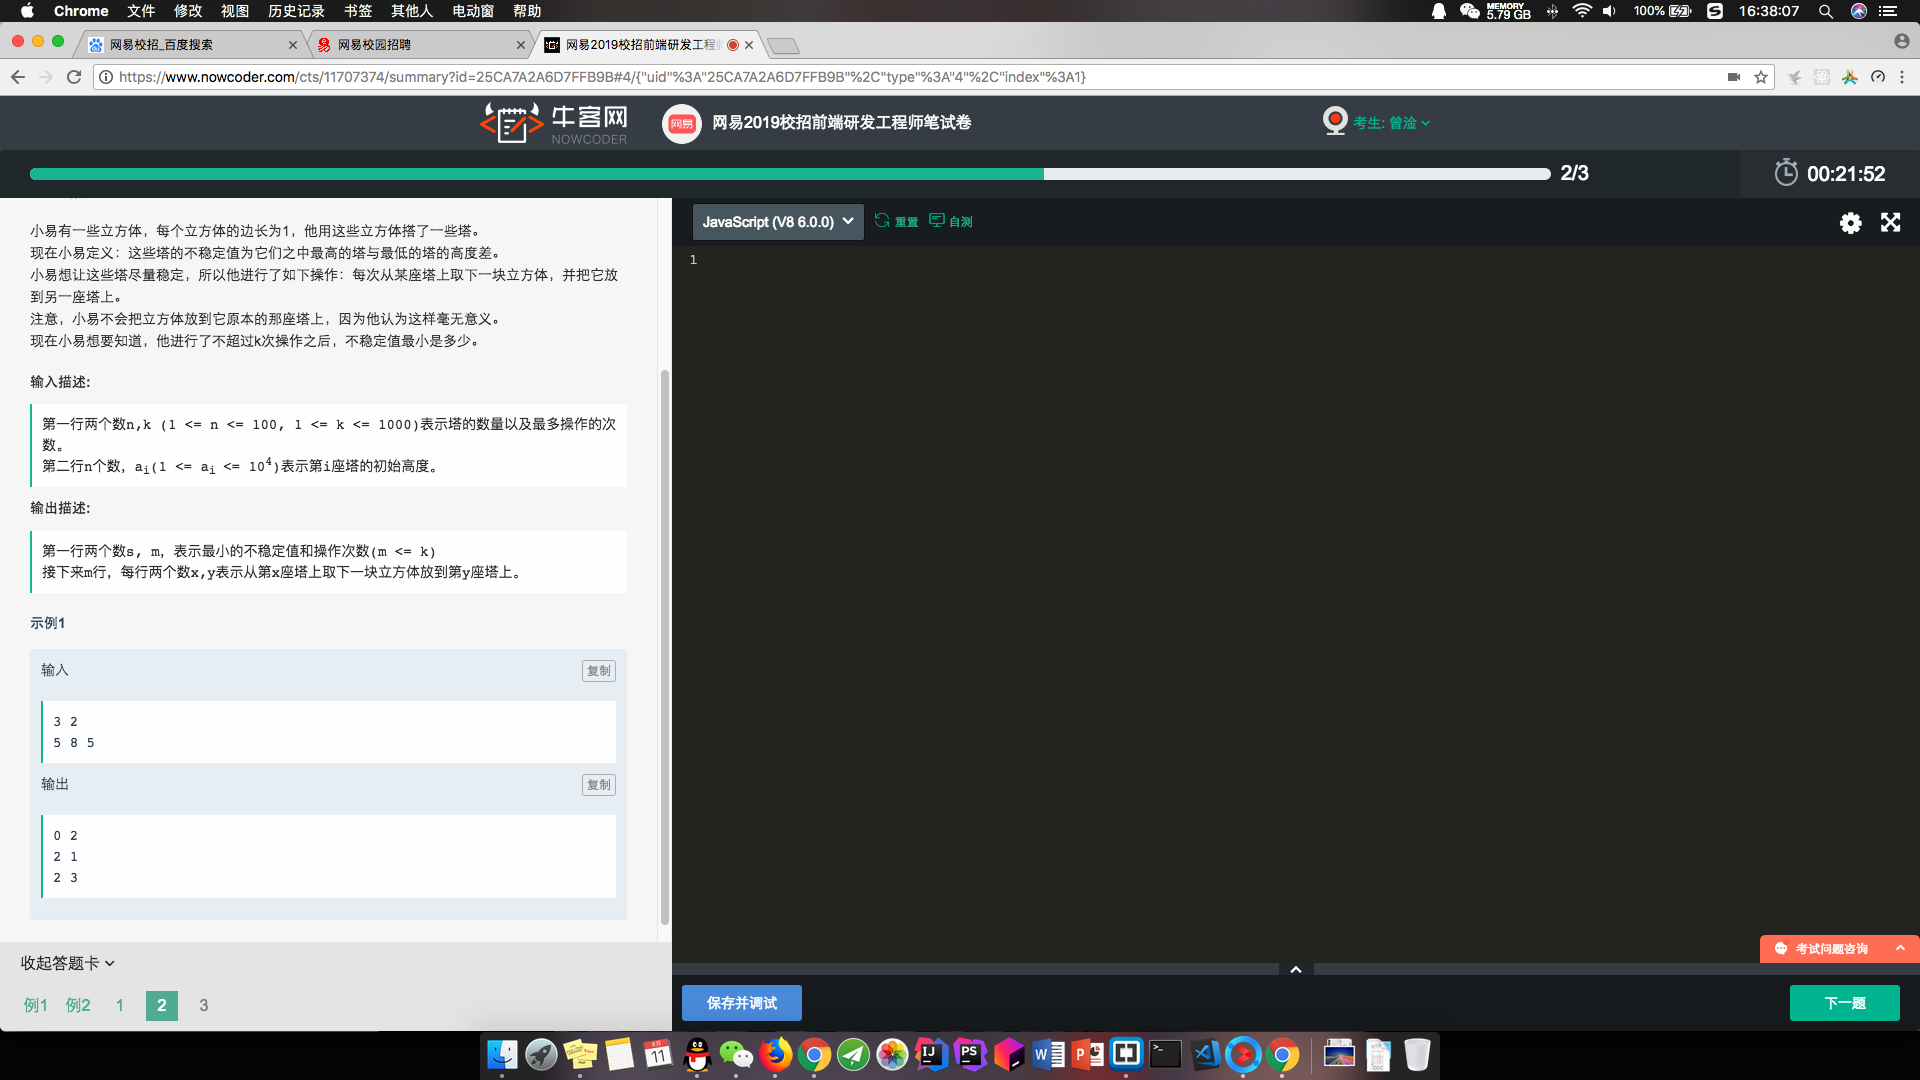 Chrome 文件 修改 视图 历史记录 书签 其他人 电动窗 帮助
MEMORY 5.79 GB 100% 16:38:07
网易校招_百度搜索 网易校园招聘 网易2019校招前端研发工程师
https://www.nowcoder.com/cts/11707374/summary?id=25CA7A2A6D7FFB9B#4/{"uid"%3A"25CA7A2A6D7FFB9B"%2C"type"%3A"4"%2C"index"%3A1}
牛客网
NOWCODER
网易
网易2019校招前端研发工程师笔试卷
考生: 曾淦
2/3
00:21:52
小易有一些立方体，每个立方体的边长为1，他用这些立方体搭了一些塔。
现在小易定义：这些塔的不稳定值为它们之中最高的塔与最低的塔的高度差。
小易想让这些塔尽量稳定，所以他进行了如下操作：每次从某座塔上取下一块立方体，并把它放
到另一座塔上。
注意，小易不会把立方体放到它原本的那座塔上，因为他认为这样毫无意义。
现在小易想要知道，他进行了不超过k次操作之后，不稳定值最小是多少。
输入描述:
第一行两个数n,k (1 <= n <= 100, 1 <= k <= 1000)表示塔的数量以及最多操作的次
数。
第二行n个数，ai(1 <= ai <= 10^4)表示第i座塔的初始高度。
输出描述:
第一行两个数s, m，表示最小的不稳定值和操作次数(m <= k)
接下来m行，每行两个数x,y表示从第x座塔上取下一块立方体放到第y座塔上。
示例1
输入 复制
3 2
5 8 5
输出 复制
0 2
2 1
2 3
收起答题卡
例1 例2 1 2 3
JavaScript (V8 6.0.0) 重置 自测
1
考试问题咨询
保存并调试 下一题
8月
11
IJ
PS
W
P
DOC